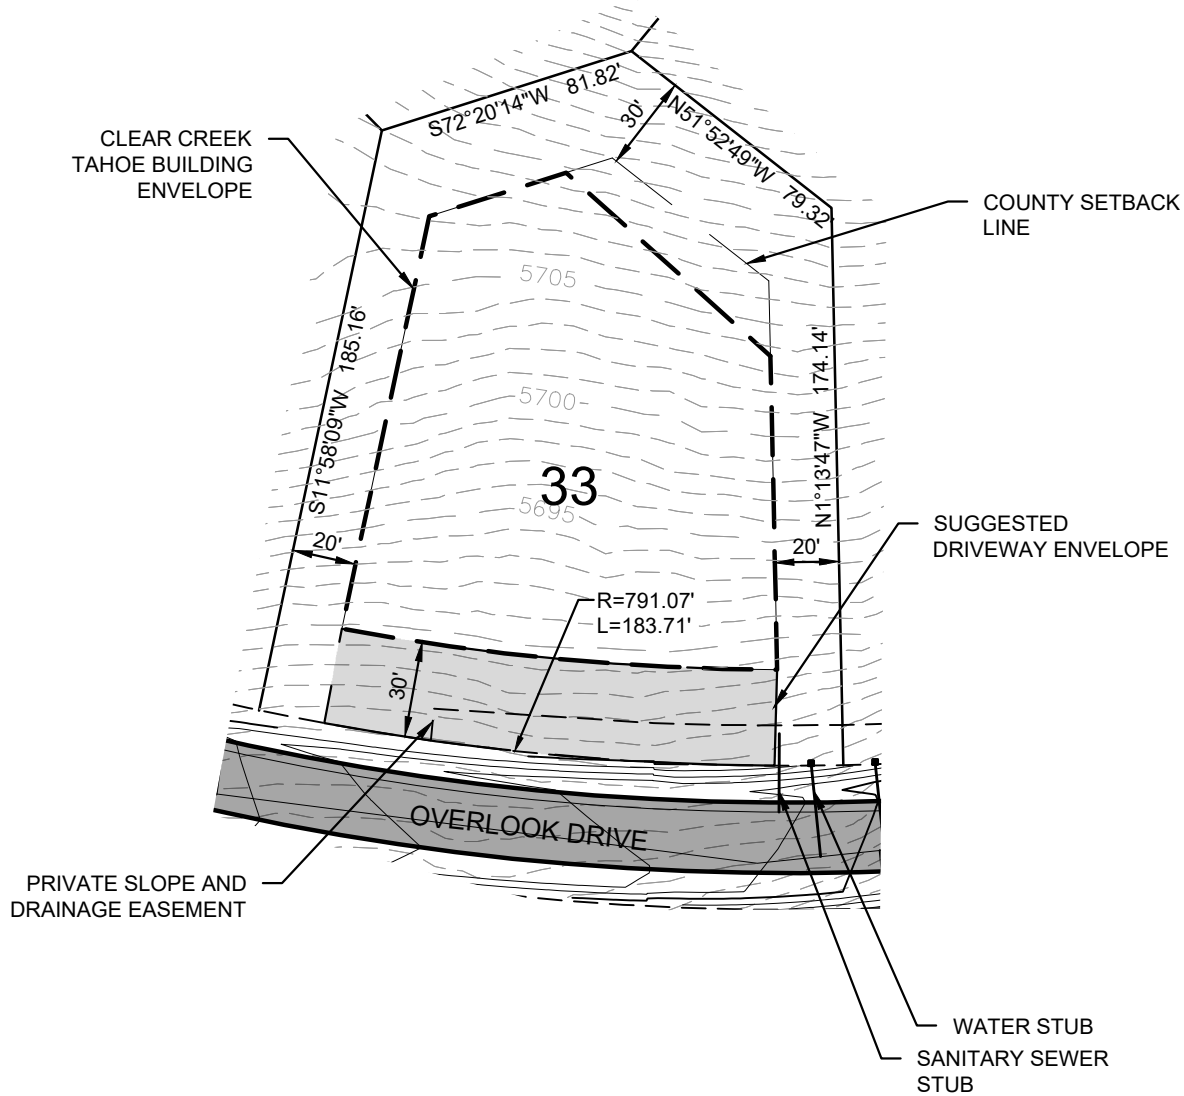 S72°20'14"W 81.82'
30'
N51°52'49"W 79.32'
CLEAR CREEK
TAHOE BUILDING
ENVELOPE
COUNTY SETBACK
LINE
5705
S11°58'09"W 185.16'
N1°13'47"W 174.14'
5700
33
5695
SUGGESTED
DRIVEWAY ENVELOPE
20'
20'
R=791.07'
L=183.71'
30'
OVERLOOK DRIVE
PRIVATE SLOPE AND
DRAINAGE EASEMENT
WATER STUB
SANITARY SEWER
STUB